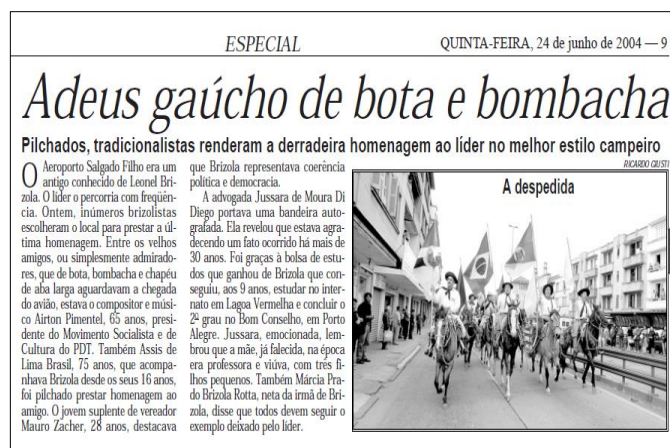 ESPECIAL
QUINTA-FEIRA, 24 de junho de 2004 — 9
Adeus gaúcho de bota e bombacha
Pilchados, tradicionalistas renderam a derradeira homenagem ao líder no melhor estilo campeiro
O Aeroporto Salgado Filho era um
antigo conhecido de Leonel Bri-
zola. O líder o percorria com freqüên-
cia. Ontem, inúmeros brizolistas
escolheram o local para prestar a úl-
tima homenagem. Entre os velhos
amigos, ou simplesmente admirado-
res, que de bota, bombacha e chapéu
de aba larga aguardavam a chegada
do avião, estava o compositor e músi-
co Airton Pimentel, 65 anos, presi-
dente do Movimento Socialista e de
Cultura do PDT. Também Assis de
Lima Brasil, 75 anos, que acompa-
nhava Brizola desde os seus 16 anos,
foi pilchado prestar homenagem ao
amigo. O jovem suplente de vereador
Mauro Zacher, 28 anos, destacava
que Brizola representava coerência
política e democracia.
A advogada Jussara de Moura Di
Diego portava uma bandeira auto-
grafada. Ela revelou que estava agra-
decendo um fato ocorrido há mais de
30 anos. Foi graças à bolsa de estu-
dos que ganhou de Brizola que con-
seguiu, aos 9 anos, estudar no inter-
nato em Lagoa Vermelha e concluir o
2º grau no Bom Conselho, em Porto
Alegre. Jussara, emocionada, lem-
brou que a mãe, já falecida, na época
era professora e viúva, com três fi-
lhos pequenos. Também Márcia Pra-
do Brizola Rotta, neta da irmã de Bri-
zola, disse que todos devem seguir o
exemplo deixado pelo líder.
RICARDO GIUSTI
A despedida